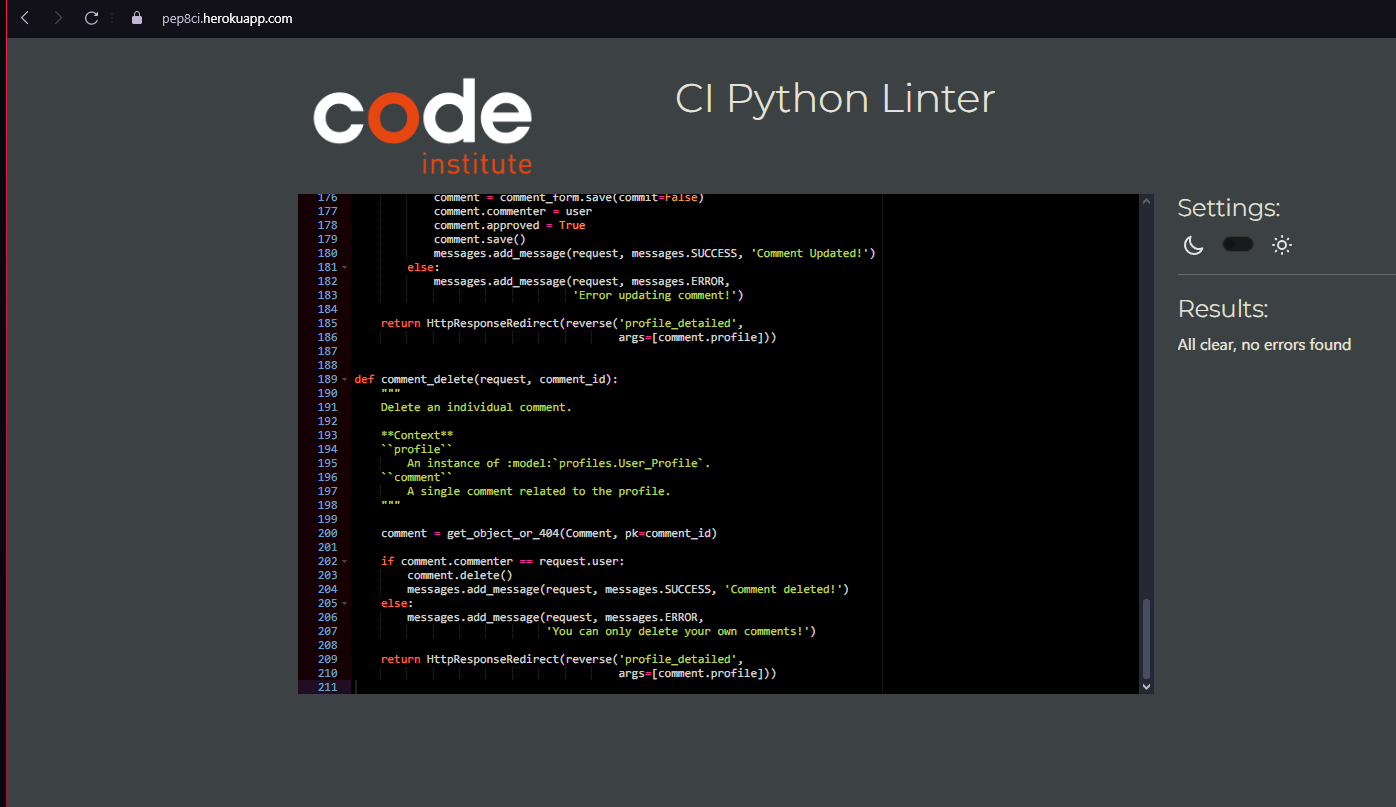 pep8ci.herokuapp.com
code
institute
CI Python Linter
176 comment = comment_form.save(commit=False)
177 comment.commenter = user
178 comment.approved = True
179 comment.save()
180 messages.add_message(request, messages.SUCCESS, 'Comment Updated!')
181 else:
182 messages.add_message(request, messages.ERROR,
183 'Error updating comment!')
184
185 return HttpResponseRedirect(reverse('profile_detailed',
186 args=[comment.profile]))
187
188
189 def comment_delete(request, comment_id):
190 """
191 Delete an individual comment.
192
193 **Context**
194 ``profile``
195 An instance of :model:`profiles.User_Profile`.
196 ``comment``
197 A single comment related to the profile.
198 """
199
200 comment = get_object_or_404(Comment, pk=comment_id)
201
202 if comment.commenter == request.user:
203 comment.delete()
204 messages.add_message(request, messages.SUCCESS, 'Comment deleted!')
205 else:
206 messages.add_message(request, messages.ERROR,
207 'You can only delete your own comments!')
208
209 return HttpResponseRedirect(reverse('profile_detailed',
210 args=[comment.profile]))
211
Settings:
Results:
All clear, no errors found